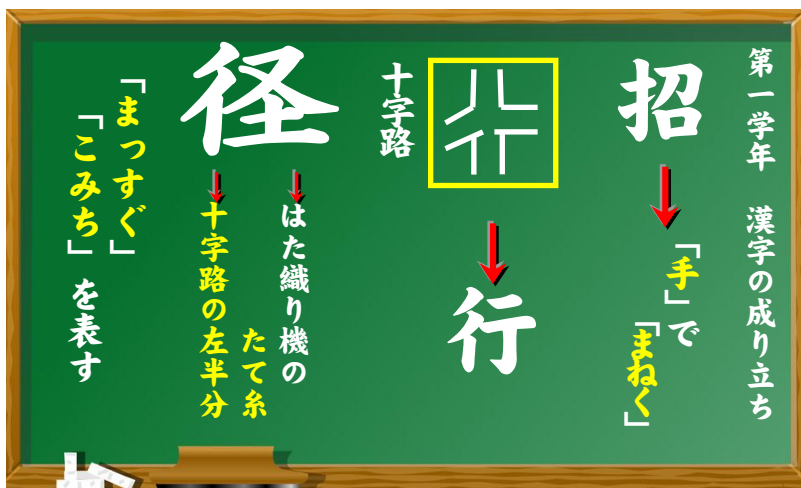 第一学年 漢字の成り立ち
招
「手」で
「まねく」
十字路
行
径
はた織り機の
たて糸
十字路の左半分
「まっすぐ」
「こみち」を表す